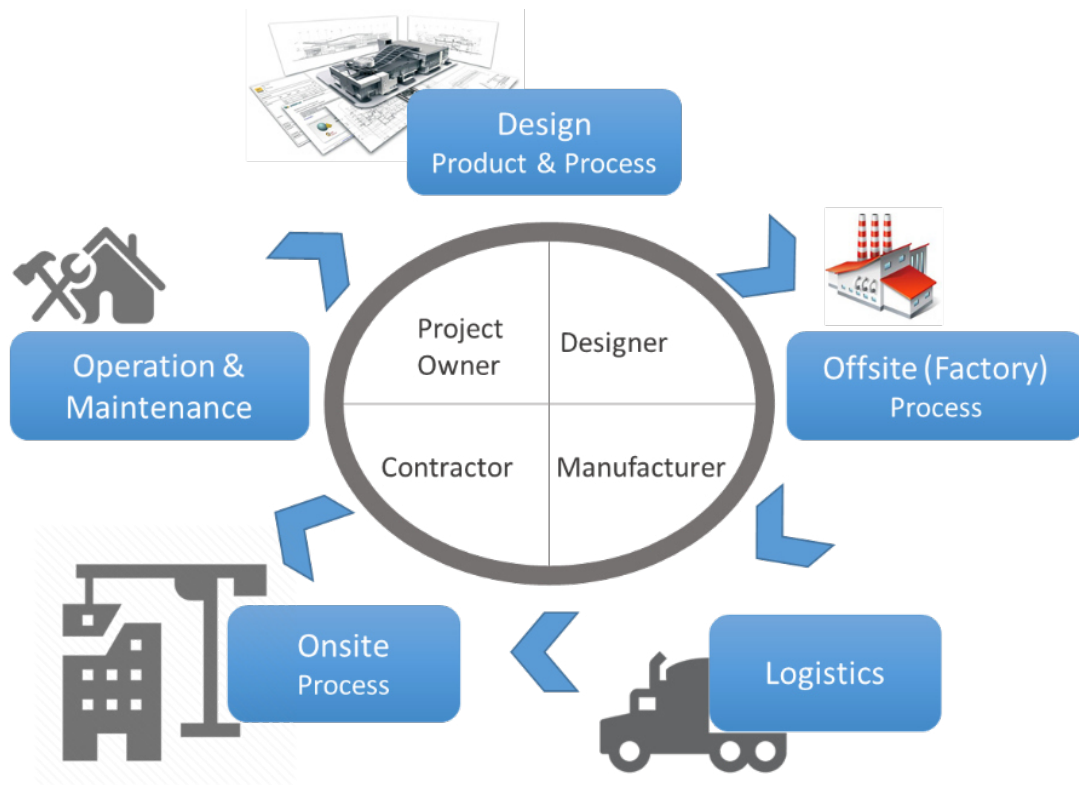 Design
Product & Process
Project
Owner
Designer
Operation &
Maintenance
Offsite (Factory)
Process
Contractor
Manufacturer
Onsite
Process
Logistics